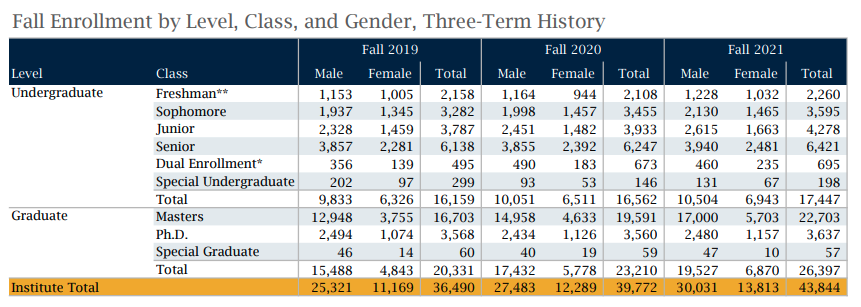 Fall Enrollment by Level, Class, and Gender, Three-Term History
Fall 2019 Fall 2020 Fall 2021
Level Class Male Female Total Male Female Total Male Female Total
Undergraduate Freshman** 1,153 1,005 2,158 1,164 944 2,108 1,228 1,032 2,260
Sophomore 1,937 1,345 3,282 1,998 1,457 3,455 2,130 1,465 3,595
Junior 2,328 1,459 3,787 2,451 1,482 3,933 2,615 1,663 4,278
Senior 3,857 2,281 6,138 3,855 2,392 6,247 3,940 2,481 6,421
Dual Enrollment* 356 139 495 490 183 673 460 235 695
Special Undergraduate 202 97 299 93 53 146 131 67 198
Total 9,833 6,326 16,159 10,051 6,511 16,562 10,504 6,943 17,447
Graduate Masters 12,948 3,755 16,703 14,958 4,633 19,591 17,000 5,703 22,703
Ph.D. 2,494 1,074 3,568 2,434 1,126 3,560 2,480 1,157 3,637
Special Graduate 46 14 60 40 19 59 47 10 57
Total 15,488 4,843 20,331 17,432 5,778 23,210 19,527 6,870 26,397
Institute Total 25,321 11,169 36,490 27,483 12,289 39,772 30,031 13,813 43,844